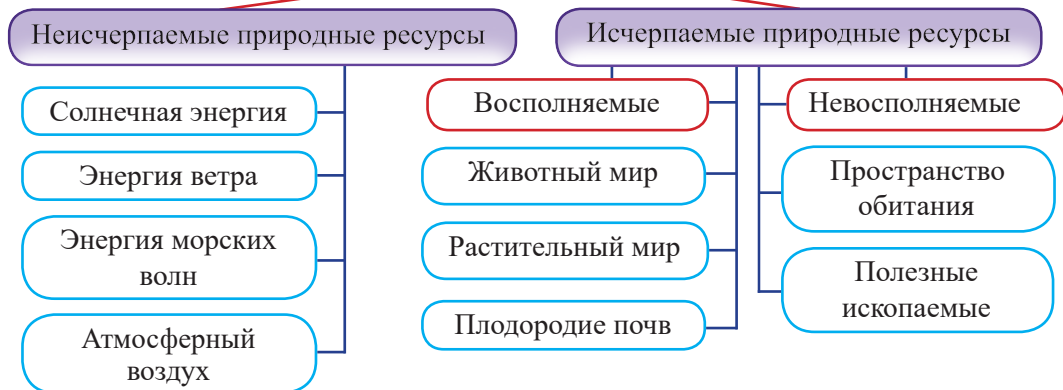 Неисчерпаемые природные ресурсы
Солнечная энергия
Энергия ветра
Энергия морских
волн
Атмосферный
воздух
Исчерпаемые природные ресурсы
Восполняемые
Животный мир
Растительный мир
Плодородие почв
Невосполняемые
Пространство
обитания
Полезные
ископаемые